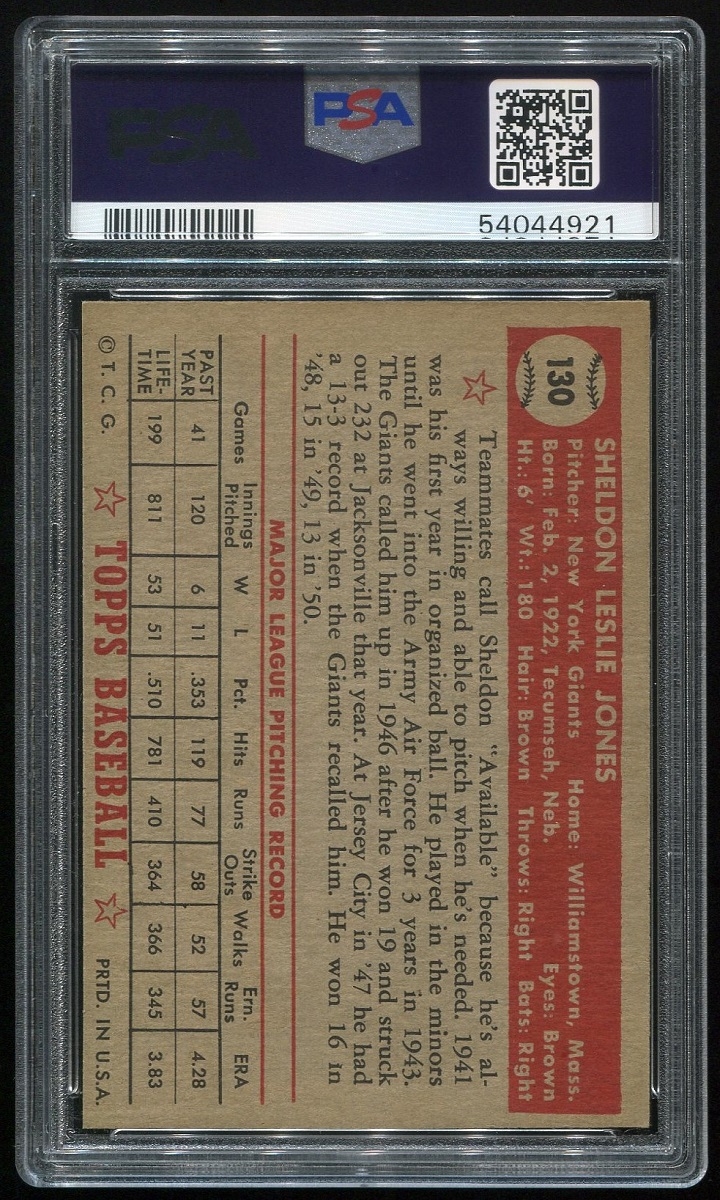 PSA
PSA
54044921
130
SHELDON LESLIE JONES
Pitcher: New York Giants Home: Williamstown, Mass.
Born: Feb. 2, 1922, Tecumseh, Neb. Eyes: Brown
Ht.: 6' Wt.: 180 Hair: Brown Throws: Right Bats: Right
Teammates call Sheldon "Available" because he's al-
ways willing and able to pitch when he's needed. 1941
was his first year in organized ball. He played in the minors
until he went into the Army Air Force for 3 years in 1943.
The Giants called him up in 1946 after he won 19 and struck
out 232 at Jacksonville that year. At Jersey City in '47 he had
a 13-3 record when the Giants recalled him. He won 16 in
'48, 15 in '49, 13 in '50.
MAJOR LEAGUE PITCHING RECORD
Games Innings Pitched W L Pct. Hits Runs Strike Outs Walks Ern. Runs ERA
PAST YEAR 41 120 6 11 .353 119 77 58 52 57 4.28
LIFE-TIME 199 811 53 51 .510 781 410 364 366 345 3.83
© T. C. G. TOPPS BASEBALL PRTD. IN U.S.A.